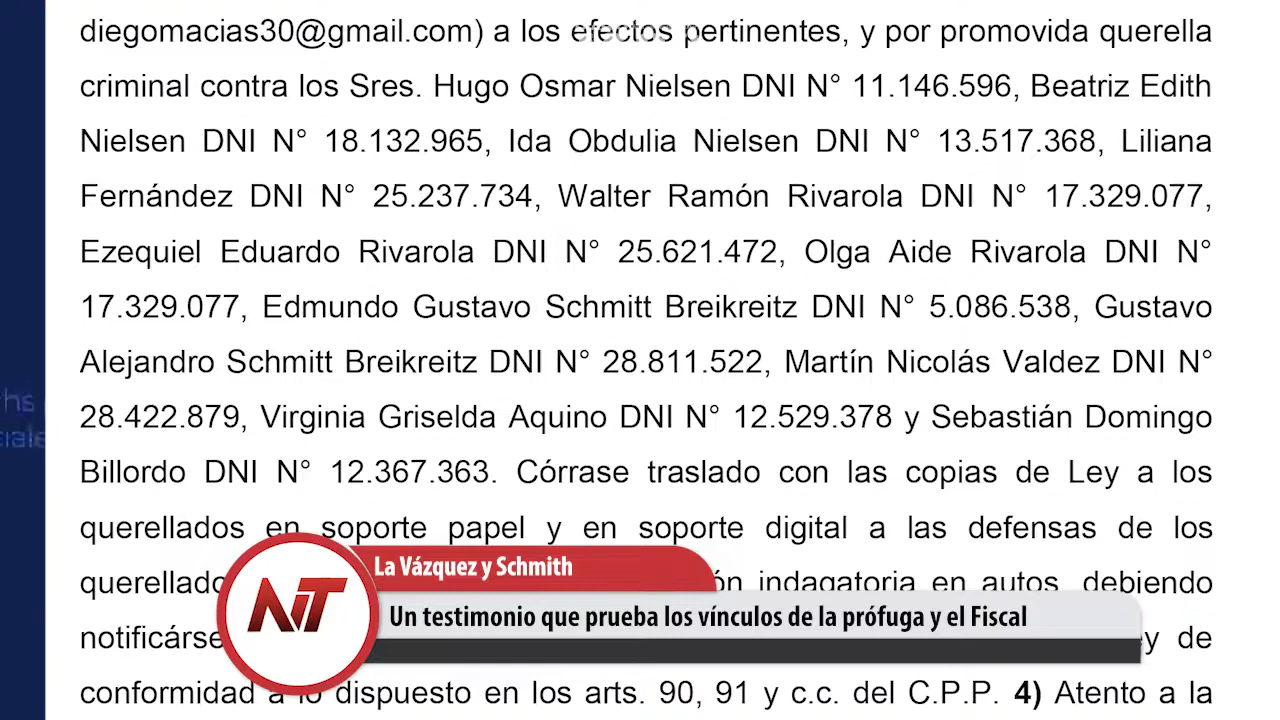 diegomacias30@gmail.com) a los efectos pertinentes, y por promovida querella
criminal contra los Sres. Hugo Osmar Nielsen DNI N° 11.146.596, Beatriz Edith
Nielsen DNI N° 18.132.965, Ida Obdulia Nielsen DNI N° 13.517.368, Liliana
Fernández DNI N° 25.237.734, Walter Ramón Rivarola DNI N° 17.329.077,
Ezequiel Eduardo Rivarola DNI N° 25.621.472, Olga Aide Rivarola DNI N°
17.329.077, Edmundo Gustavo Schmitt Breikreitz DNI N° 5.086.538, Gustavo
Alejandro Schmitt Breikreitz DNI N° 28.811.522, Martín Nicolás Valdez DNI N°
28.422.879, Virginia Griselda Aquino DNI N° 12.529.378 y Sebastián Domingo
Billordo DNI N° 12.367.363. Córrase traslado con las copias de Ley a los
querellados en soporte papel y en soporte digital a las defensas de los
indagatoria en autos, debiendo
de
conformidad a lo dispuesto en los arts. 90, 91 y c.c. del C.P.P. 4) Atento a la
NiT
La Vázquez y Schmith
Un testimonio que prueba los vínculos de la prófuga y el Fiscal